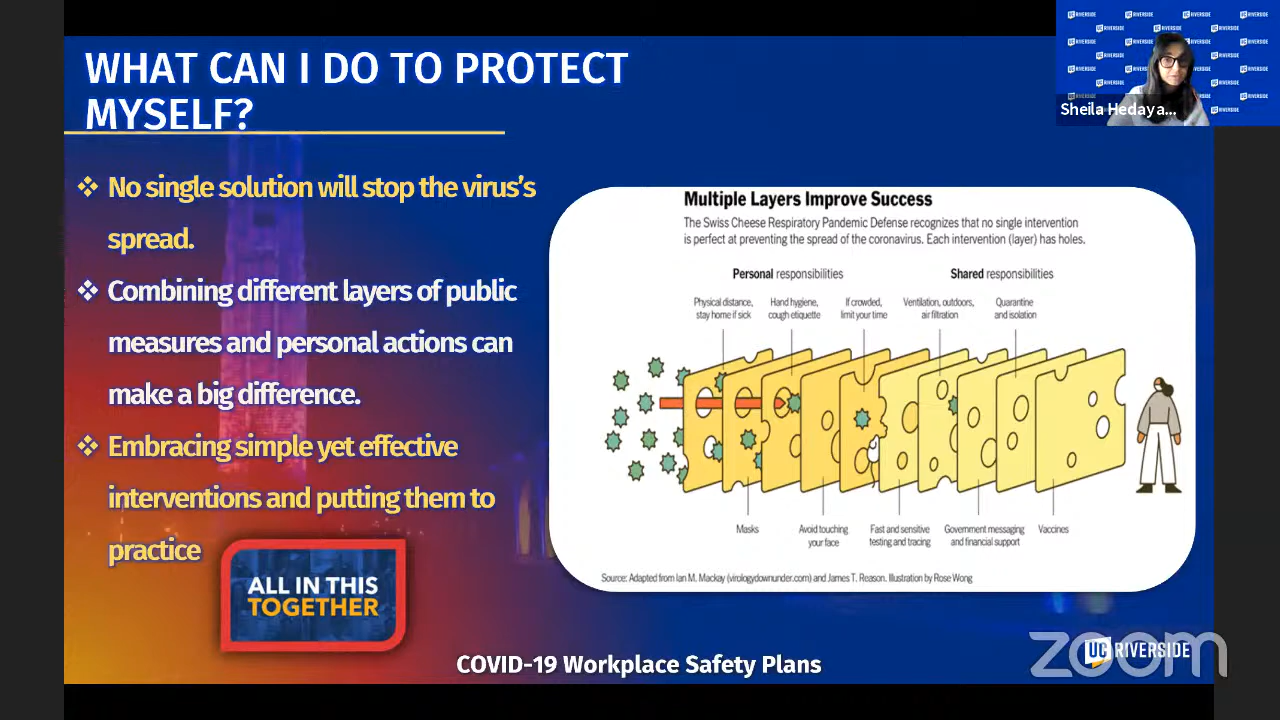 WHAT CAN I DO TO PROTECT
MYSELF?
Sheila Hedaya...
❖ No single solution will stop the virus's
spread.
❖ Combining different layers of public
measures and personal actions can
make a big difference.
❖ Embracing simple yet effective
interventions and putting them to
practice
ALL IN THIS
TOGETHER
Multiple Layers Improve Success
The Swiss Cheese Respiratory Pandemic Defense recognizes that no single intervention
is perfect at preventing the spread of the coronavirus. Each intervention (layer) has holes.
Personal responsibilities
Shared responsibilities
Physical distance,
stay home if sick
Hand hygiene,
cough etiquette
If crowded,
limit your time
Ventilation, outdoors,
air filtration
Quarantine
and isolation
Masks
Avoid touching
your face
Fast and sensitive
testing and tracing
Government messaging
and financial support
Vaccines
Source: Adapted from Ian M. Mackay (virologydownunder.com) and James T. Reason. Illustration by Rose Wong
COVID-19 Workplace Safety Plans
UC RIVERSIDE
zoom